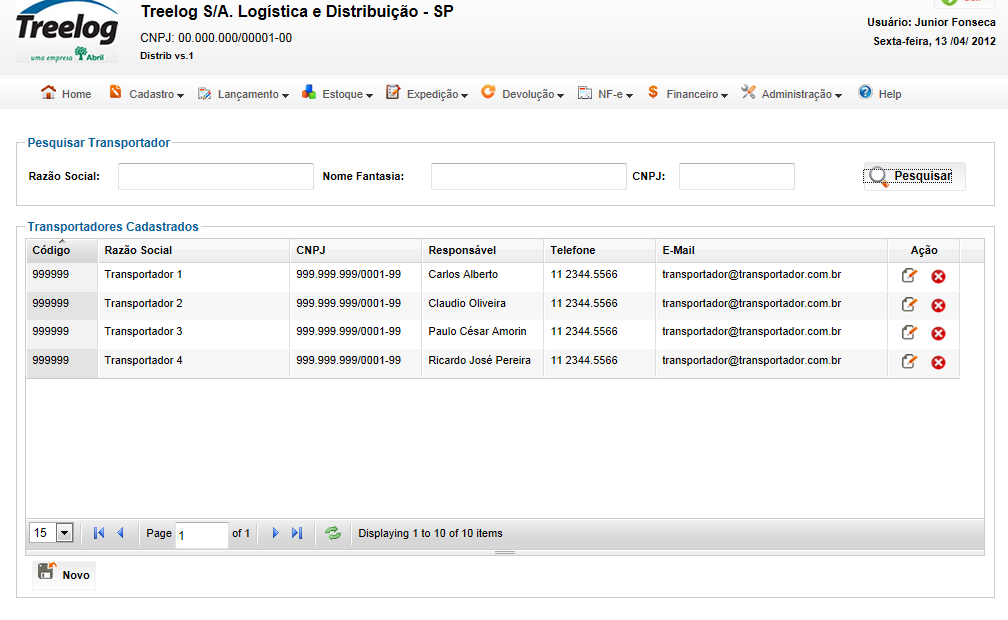 Treelog
uma empresa Abril
Treelog S/A. Logística e Distribuição - SP
CNPJ: 00.000.000/00001-00
Distrib vs.1
Usuário: Junior Fonseca
Sexta-feira, 13 /04/ 2012
Home Cadastro Lançamento Estoque Expedição Devolução NF-e Financeiro Administração Help
Pesquisar Transportador
Razão Social: Nome Fantasia: CNPJ: Pesquisar
Transportadores Cadastrados
Código Razão Social CNPJ Responsável Telefone E-Mail Ação
999999 Transportador 1 999.999.999/0001-99 Carlos Alberto 11 2344.5566 transportador@transportador.com.br
999999 Transportador 2 999.999.999/0001-99 Claudio Oliveira 11 2344.5566 transportador@transportador.com.br
999999 Transportador 3 999.999.999/0001-99 Paulo César Amorin 11 2344.5566 transportador@transportador.com.br
999999 Transportador 4 999.999.999/0001-99 Ricardo José Pereira 11 2344.5566 transportador@transportador.com.br
15 Page 1 of 1 Displaying 1 to 10 of 10 items
Novo